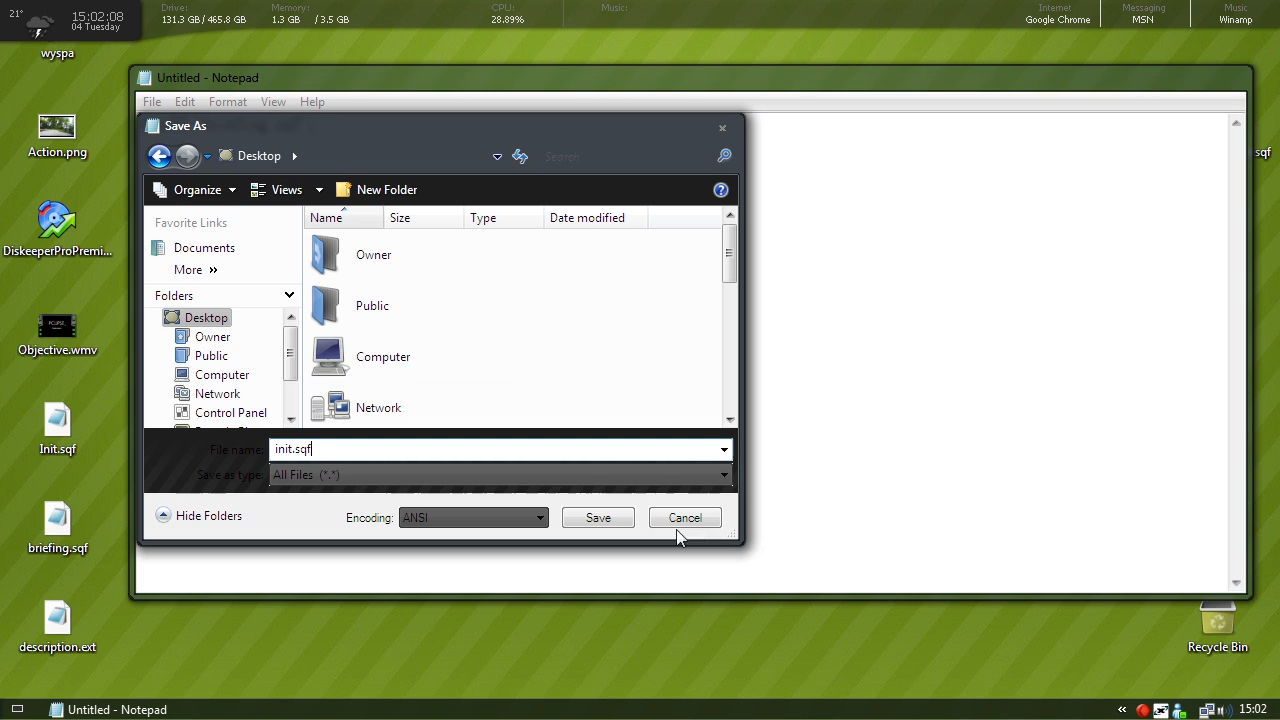 21°
15:02:08
04 Tuesday
Drive:
131.3 GB / 465.8 GB
Memory:
1.3 GB / 3.5 GB
CPU:
28.89%
Music:
Internet
Google Chrome
Messaging
MSN
Music
Winamp
wyspa
Action.png
DiskeeperProPremi...
Objective.wmv
Init.sqf
briefing.sqf
description.ext
Untitled - Notepad
File Edit Format View Help
Save As
Desktop
Search
Organize Views New Folder
Favorite Links
Documents
More »
Folders
Desktop
Owner
Public
Computer
Network
Control Panel
Name Size Type Date modified
Owner
Public
Computer
Network
File name: init.sqf
Save as type: All Files (*.*)
Hide Folders
Encoding: ANSI
Save
Cancel
sqf
Recycle Bin
Untitled - Notepad
« 15:02